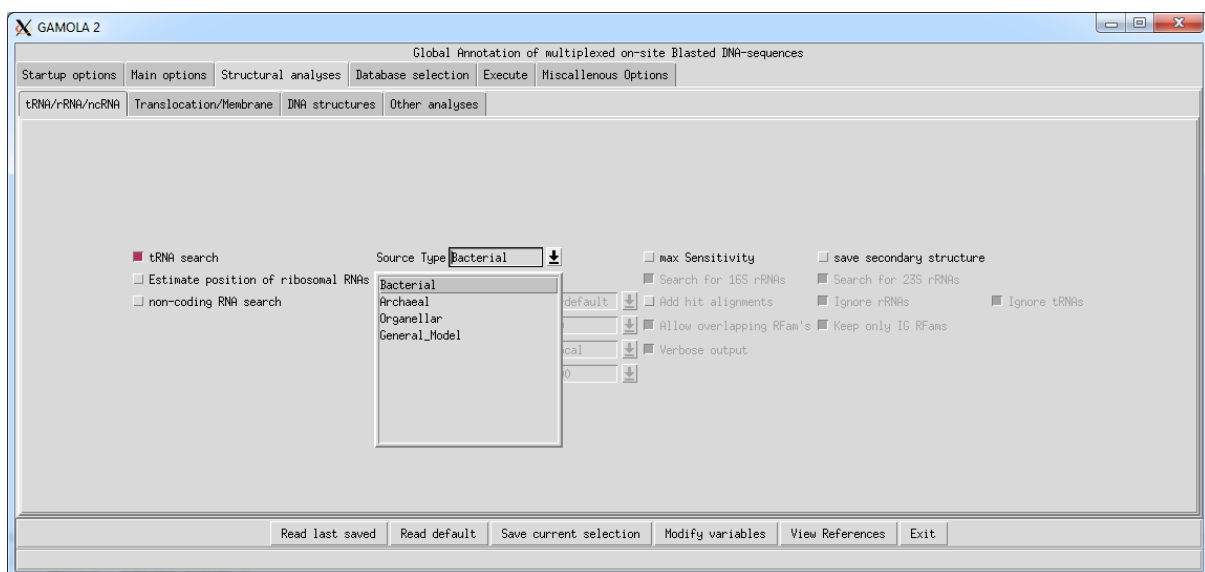 GAMOLA 2
Global Annotation of multiplexed on-site Blasted DNA-sequences
Startup options Main options Structural analyses Database selection Execute Miscallenous Options
tRNA/rRNA/ncRNA Translocation/Membrane DNA structures Other analyses
tRNA search Source Type Bacterial max Sensitivity save secondary structure
Estimate position of ribosomal RNAs Bacterial Search for 16S rRNAs Search for 23S rRNAs
non-coding RNA search Archaeal default Add hit alignments Ignore rRNAs Ignore tRNAs
Organellar Allow overlapping RFam's Keep only IG RFams
General_Model Verbose output
Read last saved Read default Save current selection Modify variables View References Exit